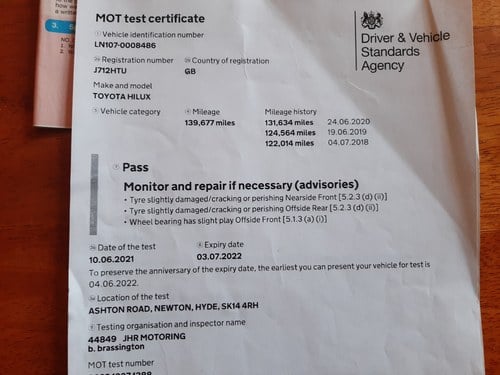 MOT test certificate
Driver & Vehicle
Standards
Agency
Vehicle identification number
LN107-0008486
Registration number Country of registration
J712HTU GB
Make and model
TOYOTA HILUX
Vehicle category Mileage Mileage history
139,677 miles 131,634 miles 24.06.2020
124,564 miles 19.06.2019
122,014 miles 04.07.2018
Pass
Monitor and repair if necessary (advisories)
• Tyre slightly damaged/cracking or perishing Nearside Front [5.2.3 (d) (ii)]
• Tyre slightly damaged/cracking or perishing Offside Rear [5.2.3 (d) (ii)]
• Wheel bearing has slight play Offside Front [5.1.3 (a) (i)]
Date of the test Expiry date
10.06.2021 03.07.2022
To preserve the anniversary of the expiry date, the earliest you can present your vehicle for test is
04.06.2022.
Location of the test
ASHTON ROAD, NEWTON, HYDE, SK14 4RH
Testing organisation and inspector name
44849 JHR MOTORING
b. brassington
MOT test number